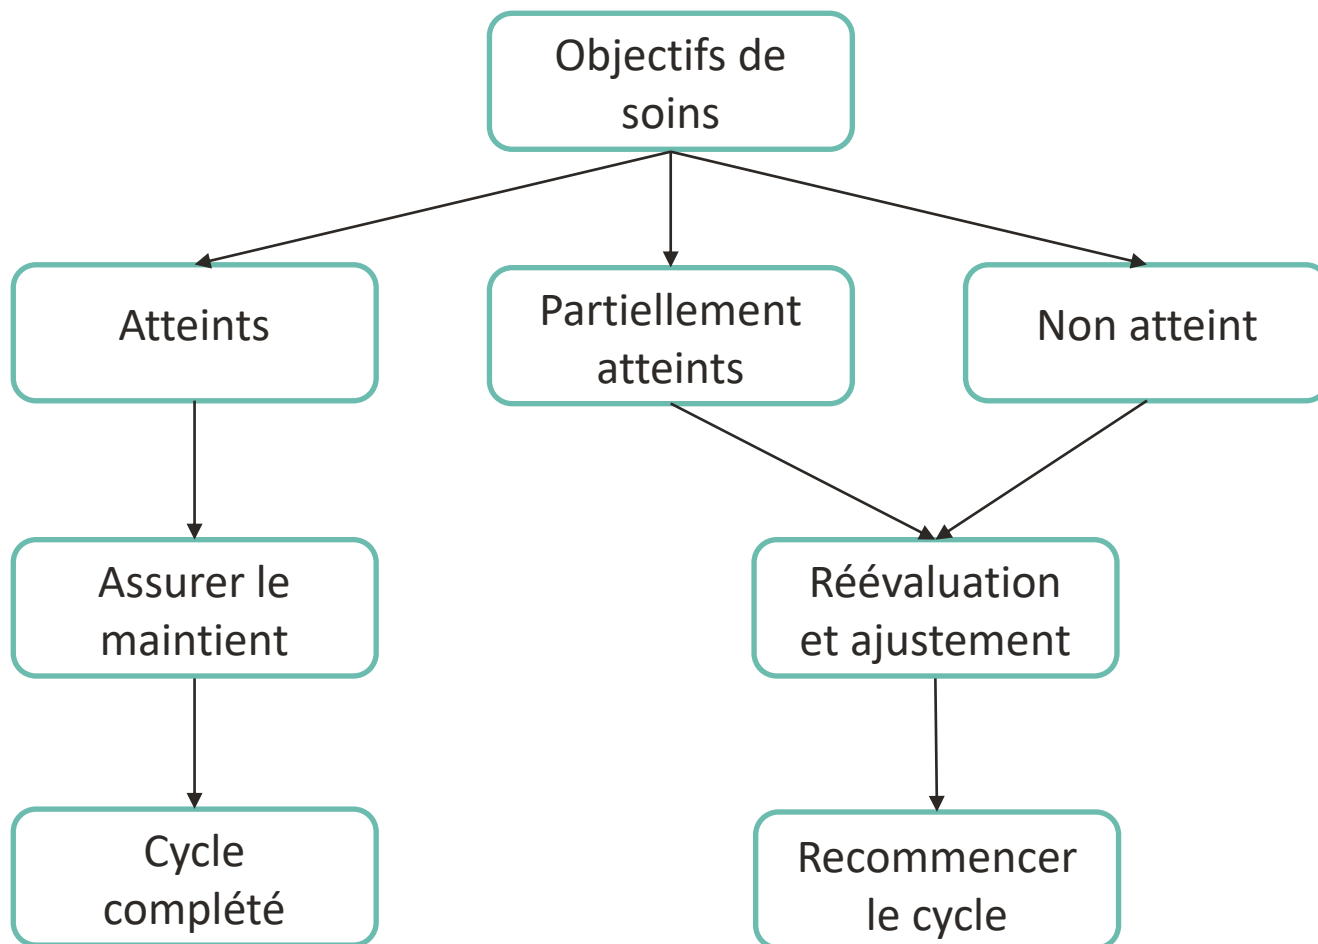 Objectifs de
soins
Atteints
Partiellement
atteints
Non atteint
Assurer le
maintient
Réévaluation
et ajustement
Cycle
complété
Recommencer
le cycle